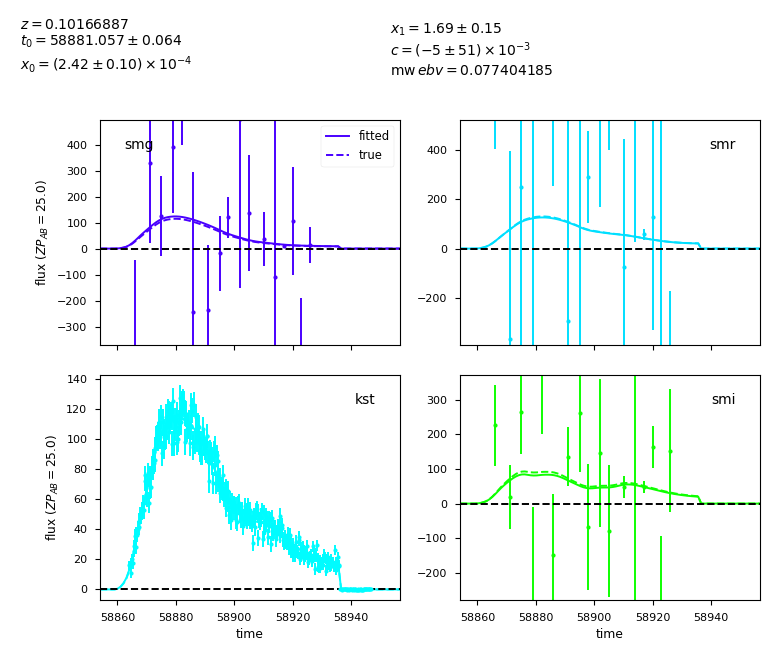 z = 0.10166887
t₀ = 58881.057 ± 0.064
x₀ = (2.42 ± 0.10) × 10⁻⁴
x₁ = 1.69 ± 0.15
c = (−5 ± 51) × 10⁻³
mw ebv = 0.077404185
smg
fitted
true
400
300
200
100
0
−100
−200
−300
flux (ZP_AB = 25.0)
smr
400
200
0
−200
kst
140
120
100
80
60
40
20
0
flux (ZP_AB = 25.0)
58860 58880 58900 58920 58940
time
smi
300
200
100
0
−100
−200
58860 58880 58900 58920 58940
time